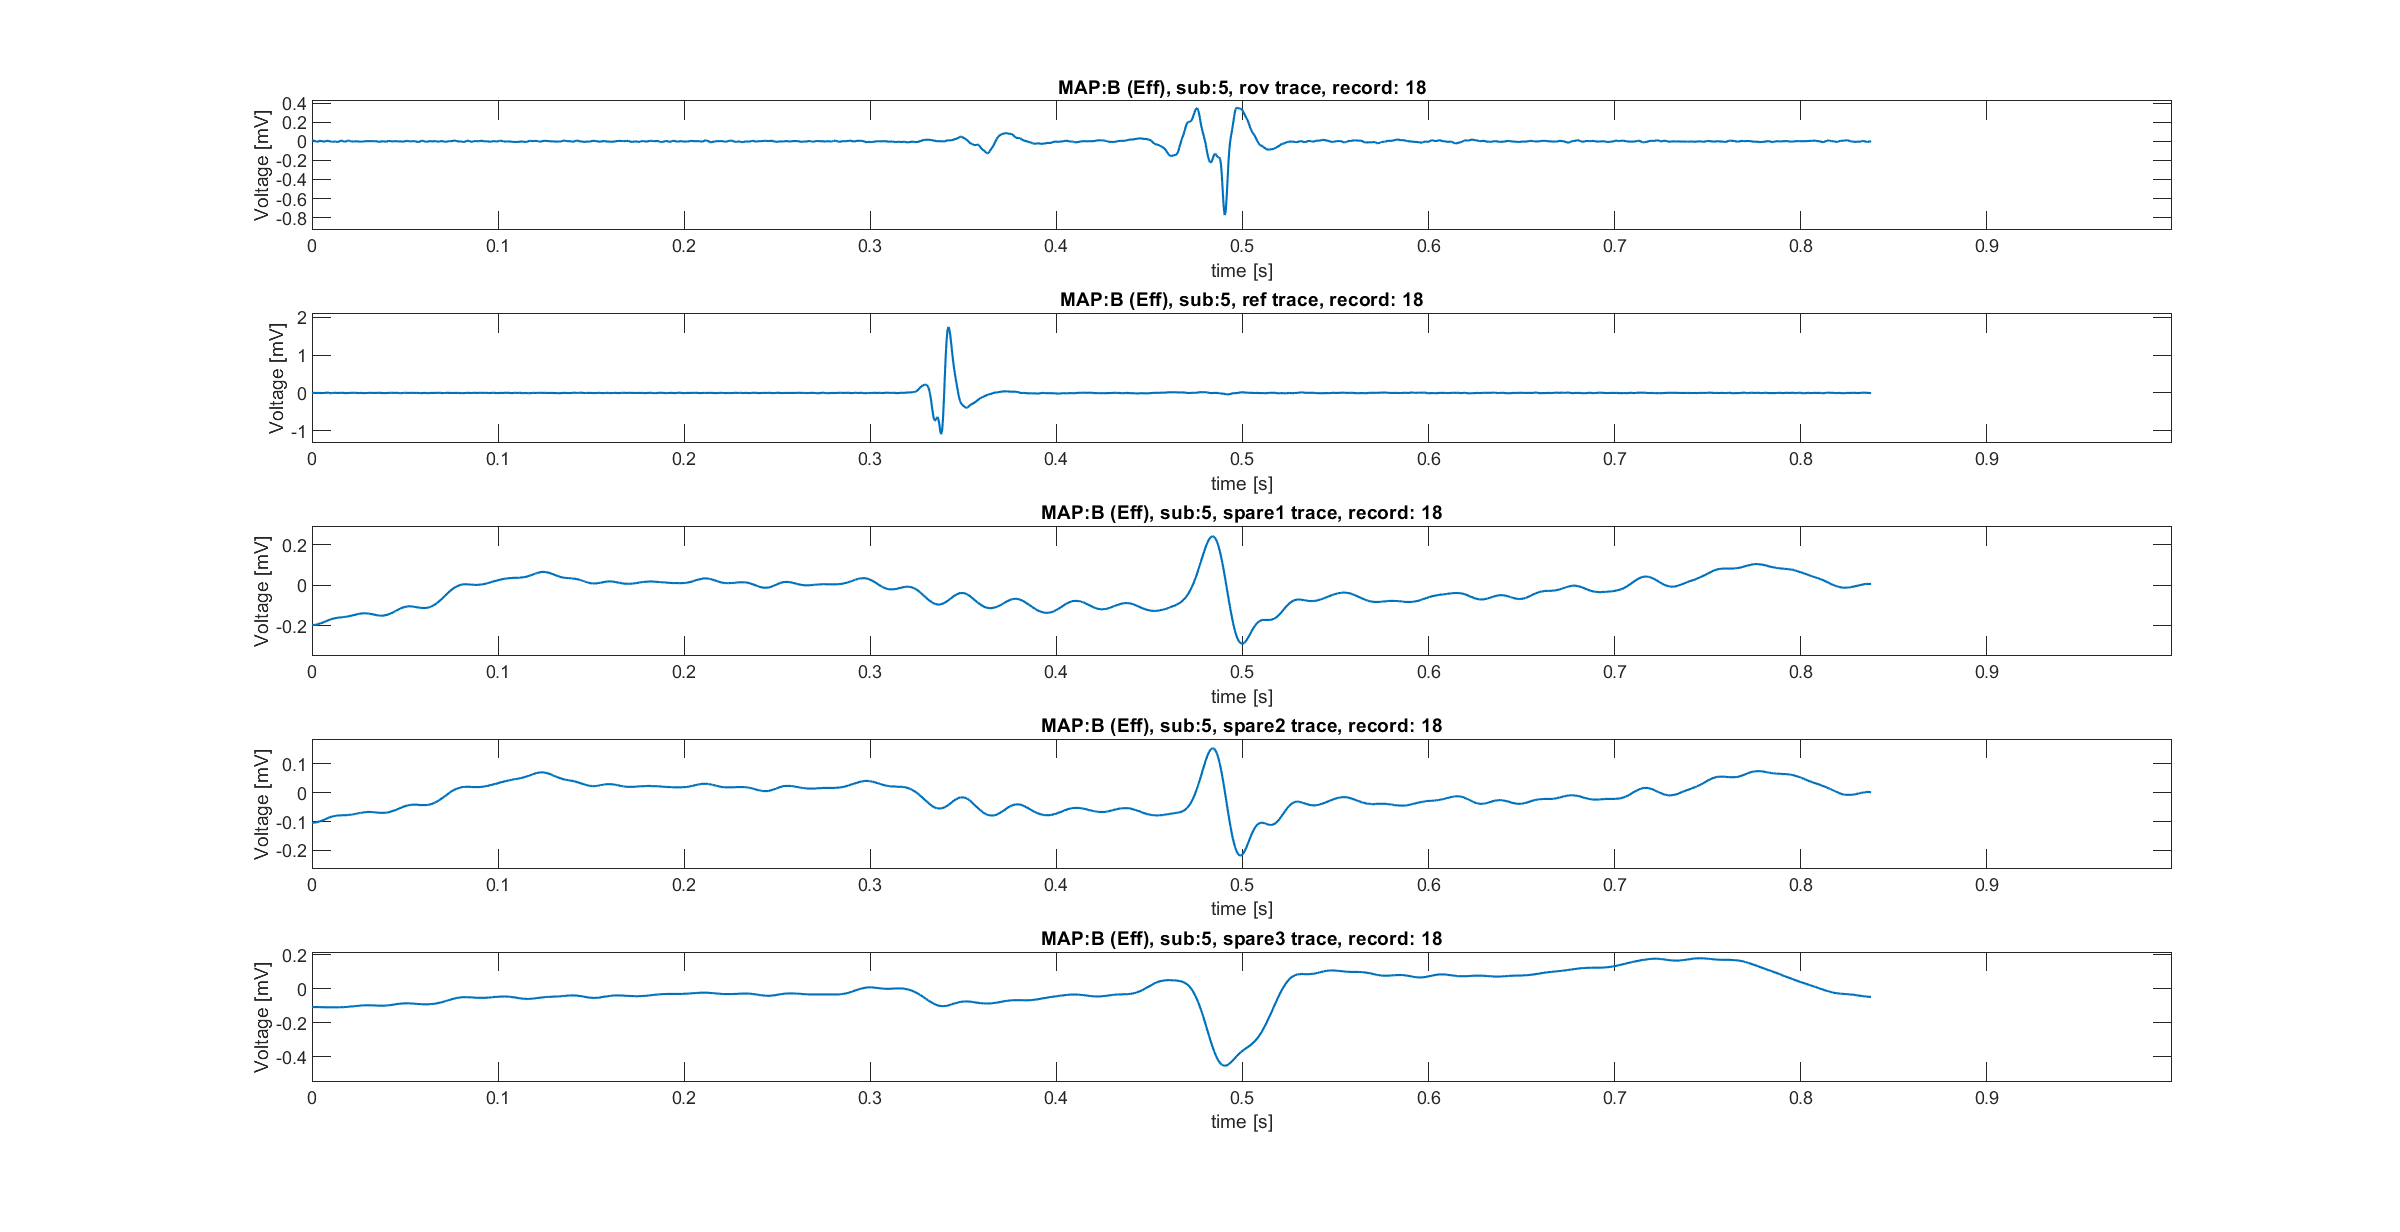 MAP:B (Eff), sub:5, rov trace, record: 18
Voltage [mV]
0.4
0.2
0
-0.2
-0.4
-0.6
-0.8
0 0.1 0.2 0.3 0.4 0.5 0.6 0.7 0.8 0.9
time [s]
MAP:B (Eff), sub:5, ref trace, record: 18
Voltage [mV]
2
1
0
-1
0 0.1 0.2 0.3 0.4 0.5 0.6 0.7 0.8 0.9
time [s]
MAP:B (Eff), sub:5, spare1 trace, record: 18
Voltage [mV]
0.2
0
-0.2
0 0.1 0.2 0.3 0.4 0.5 0.6 0.7 0.8 0.9
time [s]
MAP:B (Eff), sub:5, spare2 trace, record: 18
Voltage [mV]
0.1
0
-0.1
-0.2
0 0.1 0.2 0.3 0.4 0.5 0.6 0.7 0.8 0.9
time [s]
MAP:B (Eff), sub:5, spare3 trace, record: 18
Voltage [mV]
0.2
0
-0.2
-0.4
0 0.1 0.2 0.3 0.4 0.5 0.6 0.7 0.8 0.9
time [s]